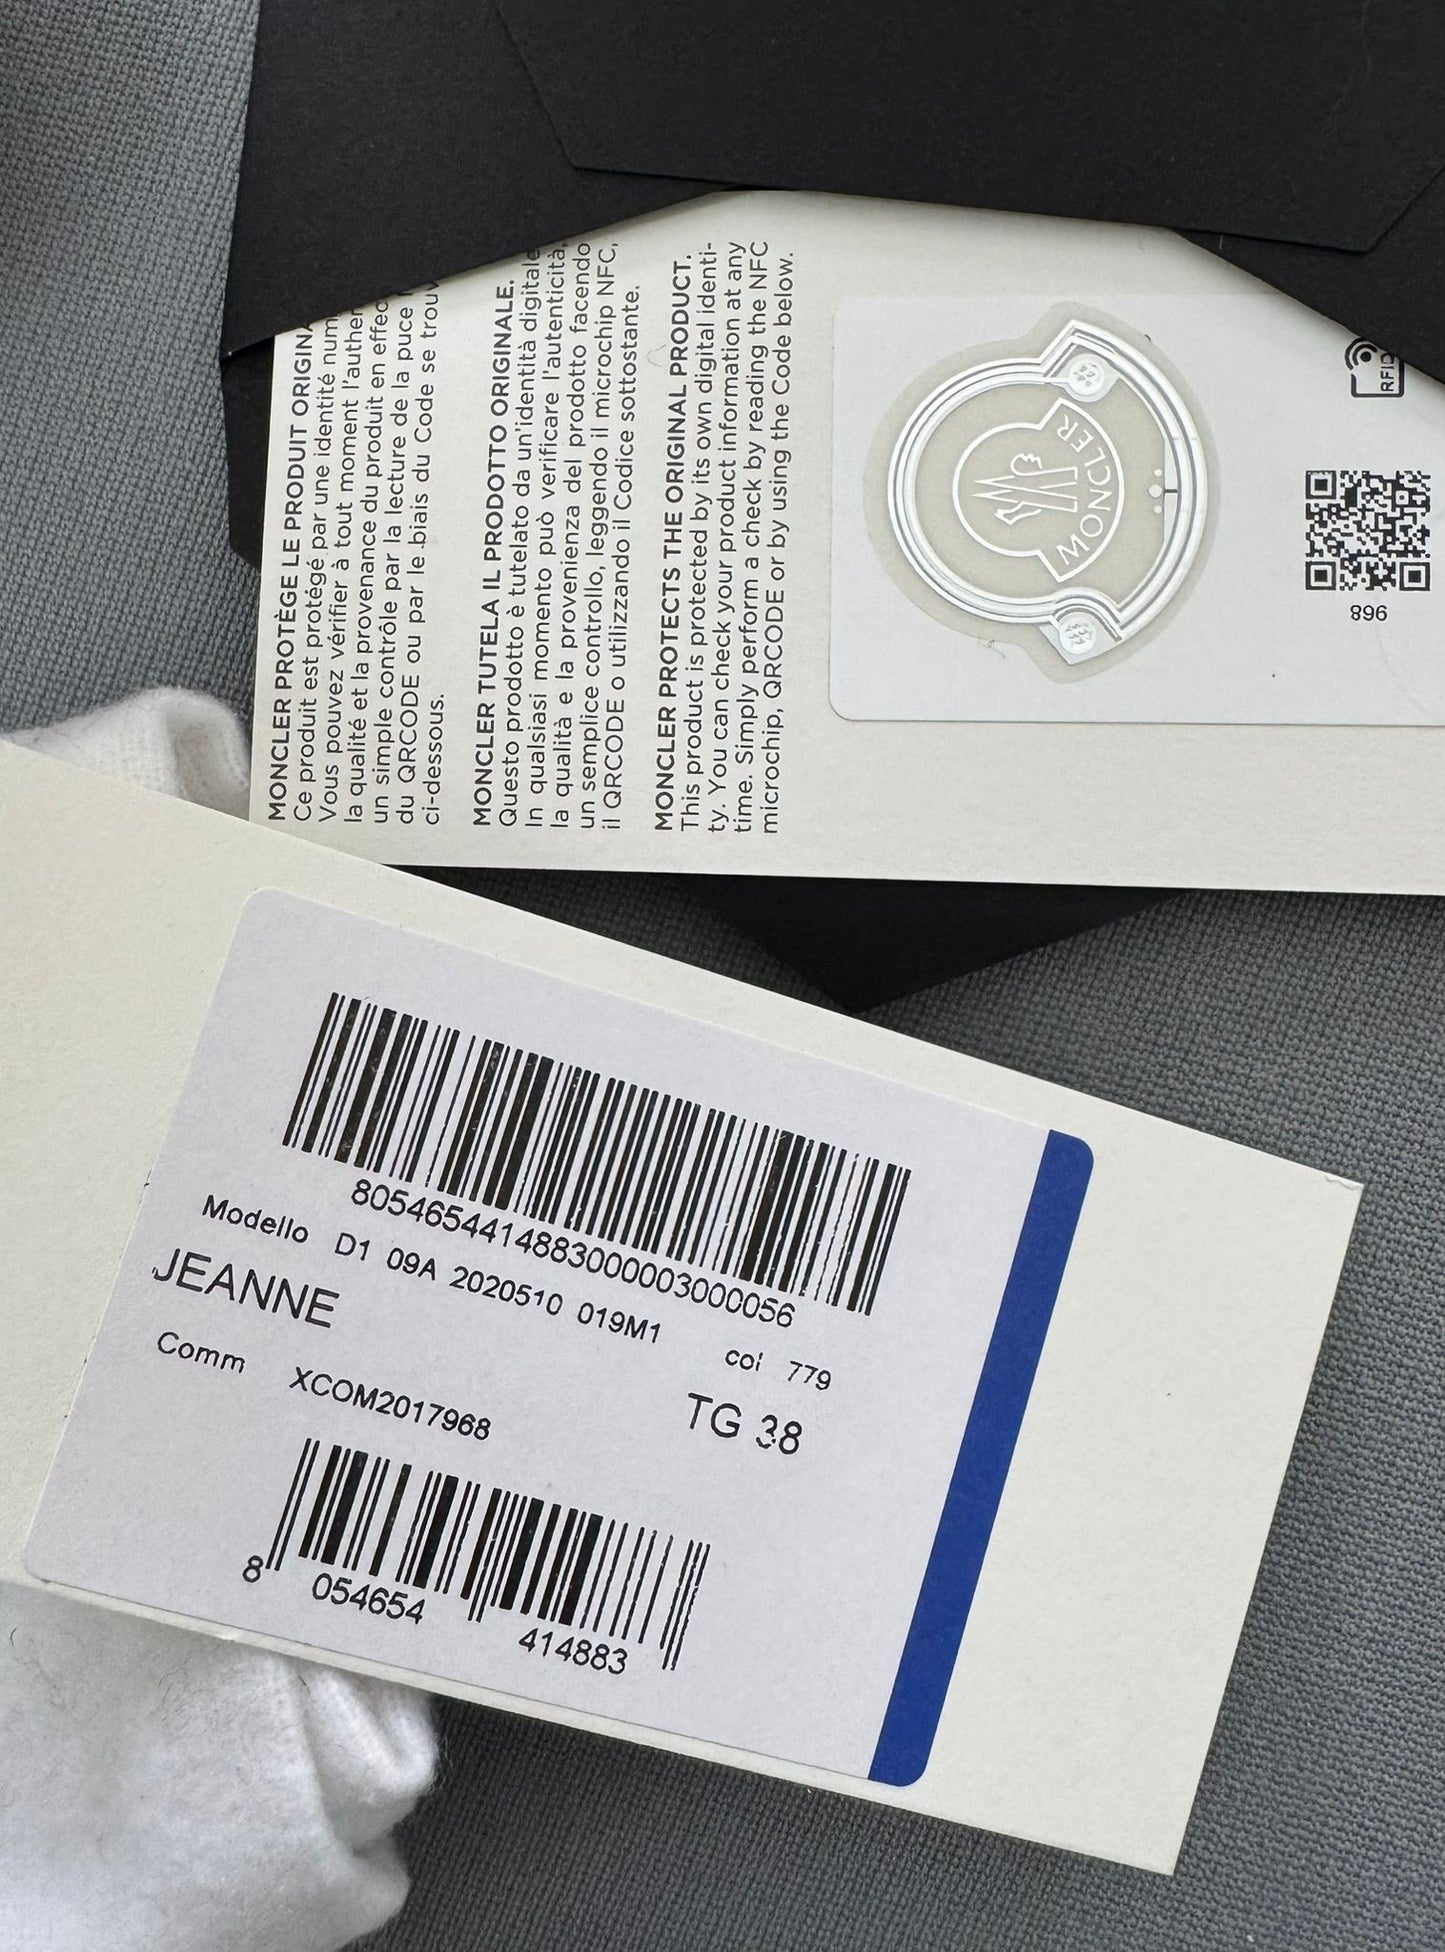 MONCLER PROTÈGE LE PRODUIT ORIGINA
Ce produit est protégé par une identité num
Vous pouvez vérifier à tout moment l'authen
la qualité et la provenance du produit en effec
un simple contrôle par la lecture de la puce
du QRCODE ou par le biais du Code se trouv
ci-dessous.
MONCLER TUTELA IL PRODOTTO ORIGINALE.
Questo prodotto è tutelato da un'identità digitale
In qualsiasi momento può verificare l'autenticità,
la qualità e la provenienza del prodotto facendo
un semplice controllo, leggendo il microchip NFC,
il QRCODE o utilizzando il Codice sottostante.
MONCLER PROTECTS THE ORIGINAL PRODUCT.
This product is protected by its own digital identi-
ty. You can check your product information at any
time. Simply perform a check by reading the NFC
microchip, QRCODE or by using the Code below.
MONCLER
RFID
896
8054654414883000003000056
Modello D1 09A 2020510 019M1 col 779
JEANNE
Comm XCOM2017968 TG 38
8 054654 414883